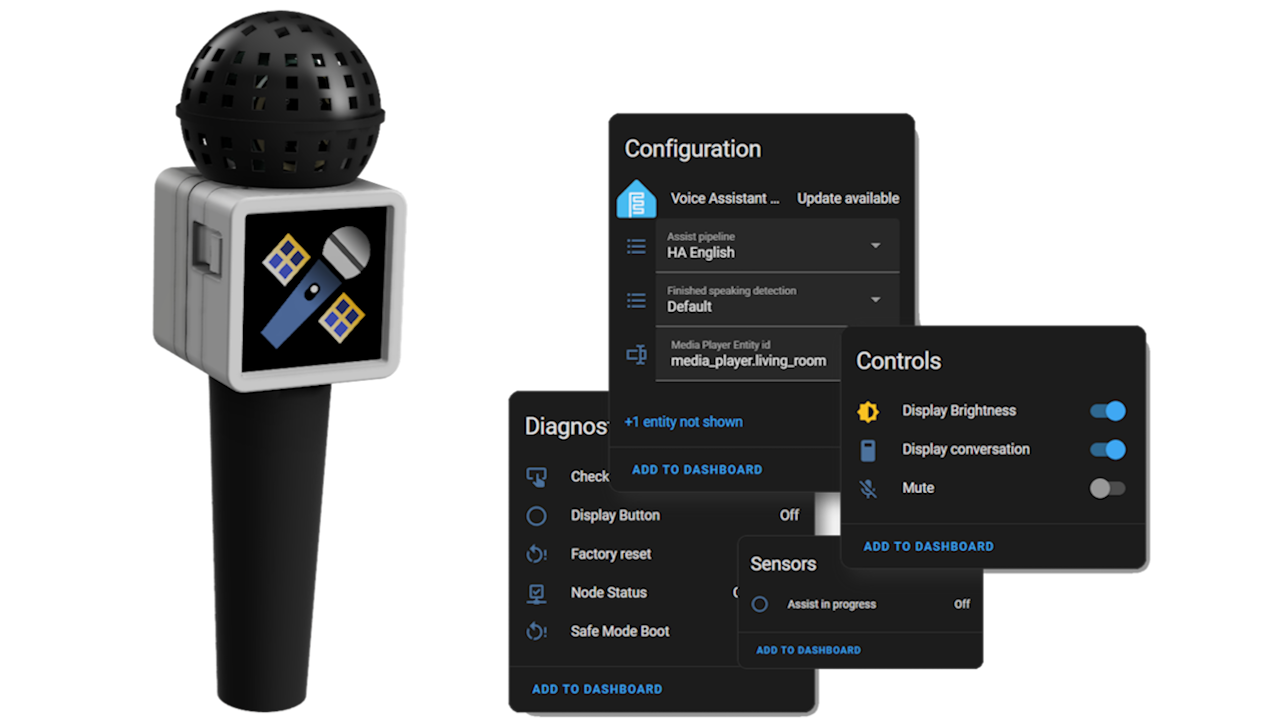 Configuration
Voice Assistant ... Update available
Assist pipeline
HA English
Finished speaking detection
Default
Media Player Entity id
media_player.living_room
+1 entity not shown
ADD TO DASHBOARD
Controls
Display Brightness
Display conversation
Mute
ADD TO DASHBOARD
Diagnos
Check
Display Button Off
Factory reset
Node Status
Safe Mode Boot
ADD TO DASHBOARD
Sensors
Assist in progress Off
ADD TO DASHBOARD